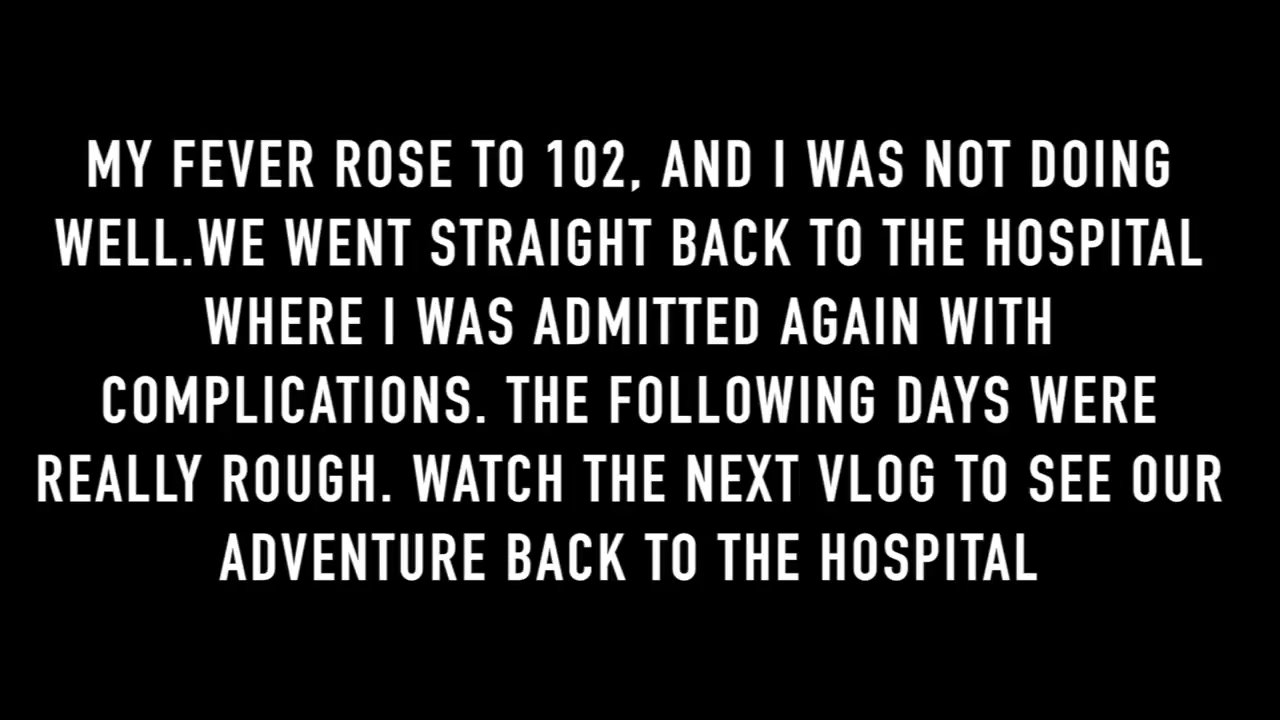 MY FEVER ROSE TO 102, AND I WAS NOT DOING
WELL.WE WENT STRAIGHT BACK TO THE HOSPITAL
WHERE I WAS ADMITTED AGAIN WITH
COMPLICATIONS. THE FOLLOWING DAYS WERE
REALLY ROUGH. WATCH THE NEXT VLOG TO SEE OUR
ADVENTURE BACK TO THE HOSPITAL